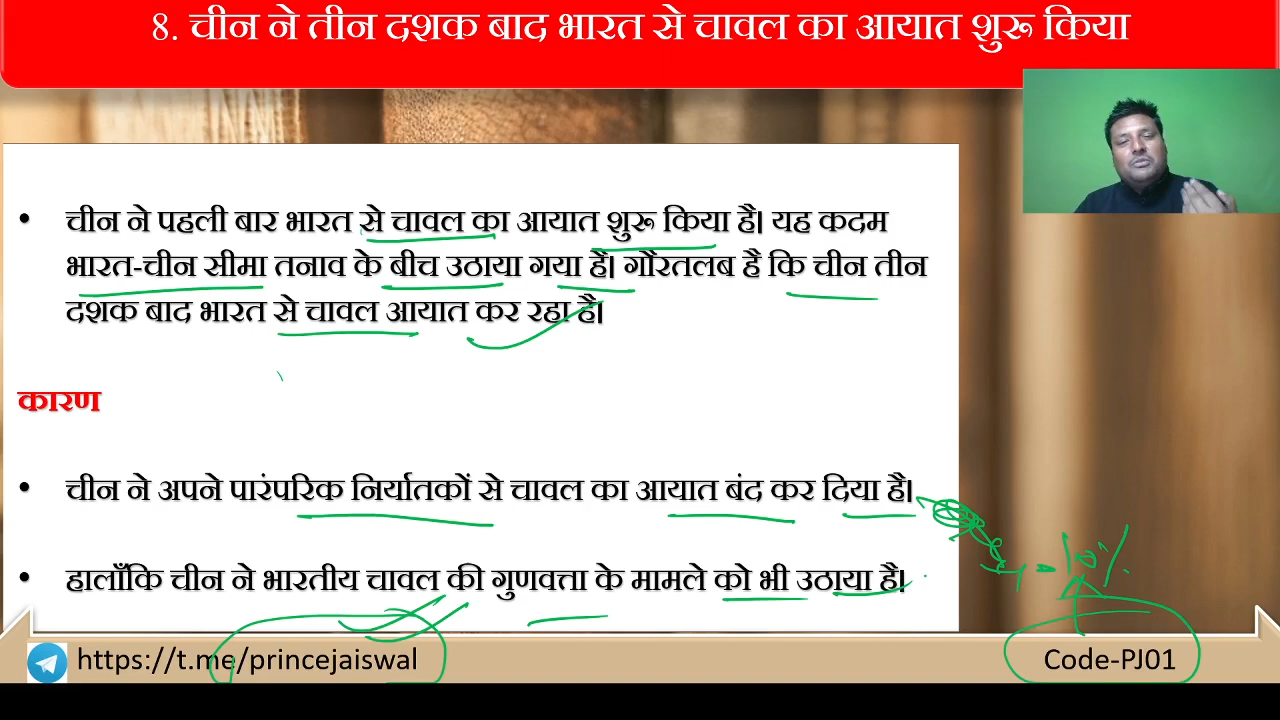 8. चीन ने तीन दशक बाद भारत से चावल का आयात शुरू किया
• चीन ने पहली बार भारत से चावल का आयात शुरू किया है। यह कदम
भारत-चीन सीमा तनाव के बीच उठाया गया है। गौरतलब है कि चीन तीन
दशक बाद भारत से चावल आयात कर रहा है।
कारण
• चीन ने अपने पारंपरिक निर्यातकों से चावल का आयात बंद कर दिया है।
• हालाँकि चीन ने भारतीय चावल की गुणवत्ता के मामले को भी उठाया है।
10%
https://t.me/princejaiswal
Code-PJ01